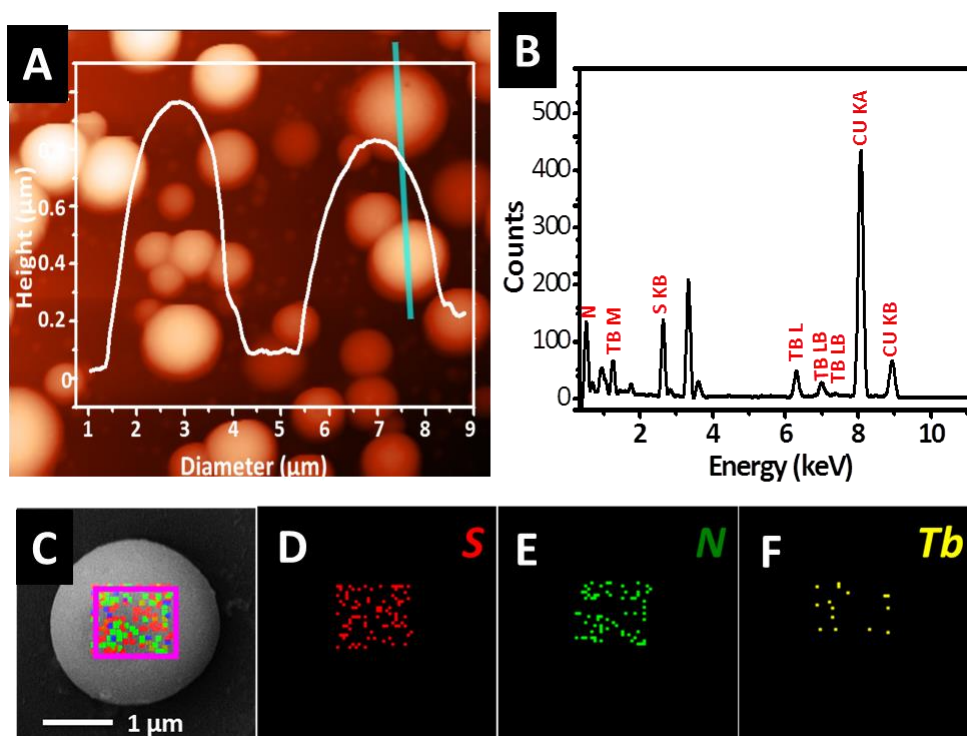 A
Height (µm)
0.6
0.4
0.2
0
1 2 3 4 5 6 7 8 9
Diameter (µm)
B
Counts
500
400
300
200
100
0
N
TB M
S KB
TB L
TB LB
TB LB
CU KA
CU KB
2 4 6 8 10
Energy (keV)
C
1 µm
D
S
E
N
F
Tb